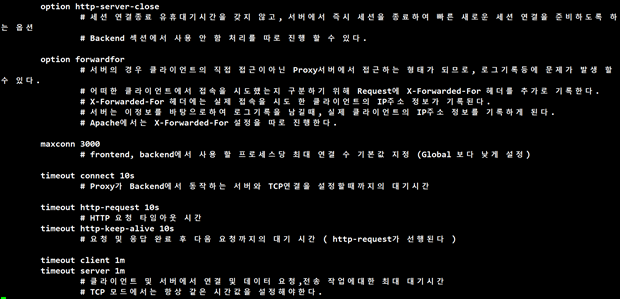 option http-server-close
# 세션 연결종료 유휴대기시간을 갖지 않고, 서버에서 즉시 세션을 종료하여 빠른 새로운 세션 연결을 준비하도록 하
는 옵션
# Backend 섹션에서 사용 안 함 처리를 따로 진행 할 수 있다.
option forwardfor
# 서버의 경우 클라이언트의 직접 접근이아닌 Proxy서버에서 접근하는 형태가 되므로, 로그기록등에 문제가 발생 할
수 있다.
# 어떠한 클라이언트에서 접속을 시도했는지 구분하기 위해 Request에 X-Forwarded-For 헤더를 추가로 기록한다.
# X-Forwarded-For 헤더에는 실제 접속을 시도 한 클라이언트의 IP주소 정보가 기록된다.
# 서버는 이정보를 바탕으로하여 로그기록을 남길때, 실제 클라이언트의 IP주소 정보를 기록하게 된다.
# Apache에서는 X-Forwarded-For 설정을 따로 진행한다.
maxconn 3000
# frontend, backend에서 사용 할 프로세스당 최대 연결 수 기본값 지정 (Global 보다 낮게 설정)
timeout connect 10s
# Proxy가 Backend에서 동작하는 서버와 TCP연결을 설정할때까지의 대기시간
timeout http-request 10s
# HTTP 요청 타임아웃 시간
timeout http-keep-alive 10s
# 요청 및 응답 완료 후 다음 요청까지의 대기 시간 ( http-request가 선행된다 )
timeout client 1m
timeout server 1m
# 클라이언트 및 서버에서 연결 및 데이터 요청,전송 작업에대한 최대 대기시간
# TCP 모드에서는 항상 같은 시간값을 설정해야한다.